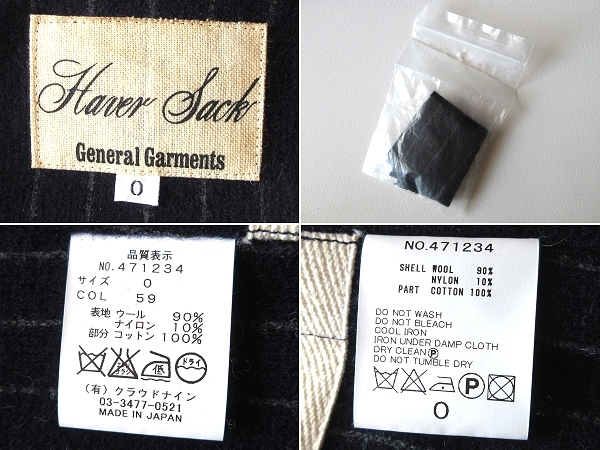 Haver Sack
General Garments
0
品質表示
NO.471234
サイズ 0
COL 59
表地 ウール 90%
ナイロン 10%
部分 コットン 100%
低 ドライ
(有)クラウドナイン
03-3477-0521
MADE IN JAPAN
NO.471234
SHELL WOOL 90%
NYLON 10%
PART COTTON 100%
DO NOT WASH
DO NOT BLEACH
COOL IRON
IRON UNDER DAMP CLOTH
DRY CLEAN Ⓟ
DO NOT TUMBLE DRY
P
0